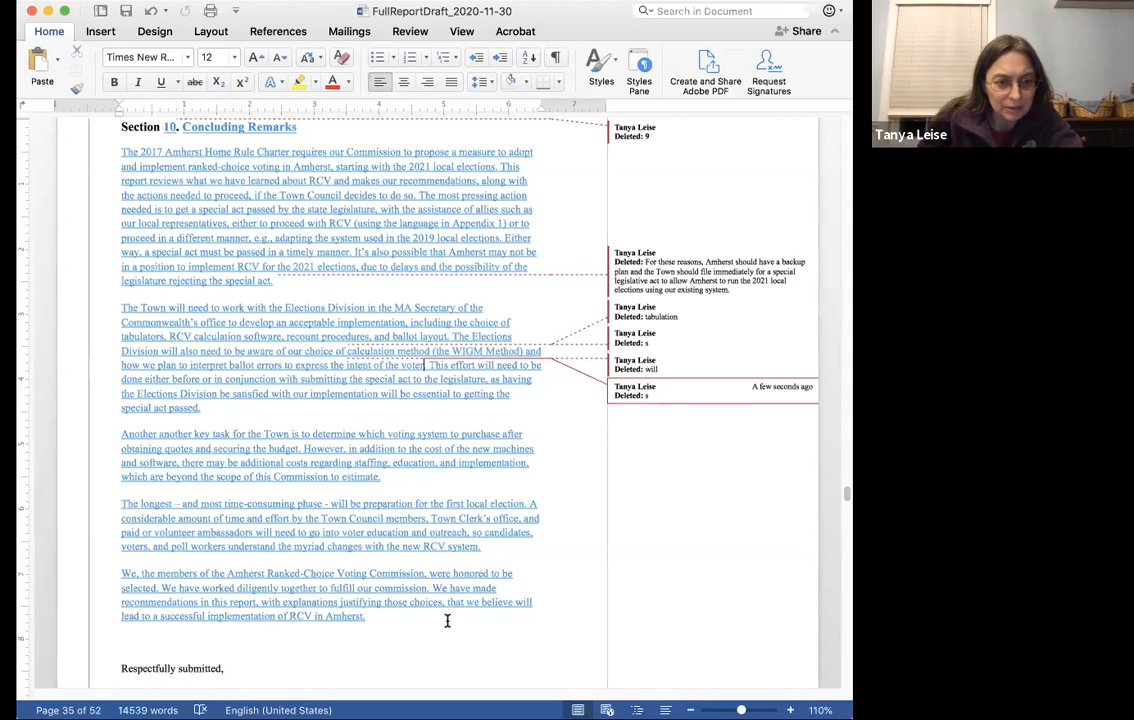 FullReportDraft_2020-11-30
Search in Document
Home Insert Design Layout References Mailings Review View Acrobat Share
Times New R... 12
Paste
B I U abc X₂ X²
Styles
Styles Pane
Create and Share Adobe PDF
Request Signatures
1 1 2 3 4 5 6 7
Section 10. Concluding Remarks
The 2017 Amherst Home Rule Charter requires our Commission to propose a measure to adopt
and implement ranked-choice voting in Amherst, starting with the 2021 local elections. This
report reviews what we have learned about RCV and makes our recommendations, along with
the actions needed to proceed, if the Town Council decides to do so. The most pressing action
needed is to get a special act passed by the state legislature, with the assistance of allies such as
our local representatives, either to proceed with RCV (using the language in Appendix 1) or to
proceed in a different manner, e.g., adapting the system used in the 2019 local elections. Either
way, a special act must be passed in a timely manner. It's also possible that Amherst may not be
in a position to implement RCV for the 2021 elections, due to delays and the possibility of the
legislature rejecting the special act.
The Town will need to work with the Elections Division in the MA Secretary of the
Commonwealth's office to develop an acceptable implementation, including the choice of
tabulators, RCV calculation software, recount procedures, and ballot layout. The Elections
Division will also need to be aware of our choice of calculation method (the WIGM Method) and
how we plan to interpret ballot errors to express the intent of the voter. This effort will need to be
done either before or in conjunction with submitting the special act to the legislature, as having
the Elections Division be satisfied with our implementation will be essential to getting the
special act passed.
Another another key task for the Town is to determine which voting system to purchase after
obtaining quotes and securing the budget. However, in addition to the cost of the new machines
and software, there may be additional costs regarding staffing, education, and implementation,
which are beyond the scope of this Commission to estimate.
The longest – and most time-consuming phase - will be preparation for the first local election. A
considerable amount of time and effort by the Town Council members, Town Clerk's office, and
paid or volunteer ambassadors will need to go into voter education and outreach, so candidates,
voters, and poll workers understand the myriad changes with the new RCV system.
We, the members of the Amherst Ranked-Choice Voting Commission, were honored to be
selected. We have worked diligently together to fulfill our commission. We have made
recommendations in this report, with explanations justifying those choices, that we believe will
lead to a successful implementation of RCV in Amherst.
Respectfully submitted,
Tanya Leise
Deleted: 9
Tanya Leise
Deleted: For these reasons, Amherst should have a backup
plan and the Town should file immediately for a special
legislative act to allow Amherst to run the 2021 local
elections using our existing system.
Tanya Leise
Deleted: tabulation
Tanya Leise
Deleted: s
Tanya Leise
Deleted: will
Tanya Leise A few seconds ago
Deleted: s
Page 35 of 52 14539 words English (United States) 110%
Tanya Leise